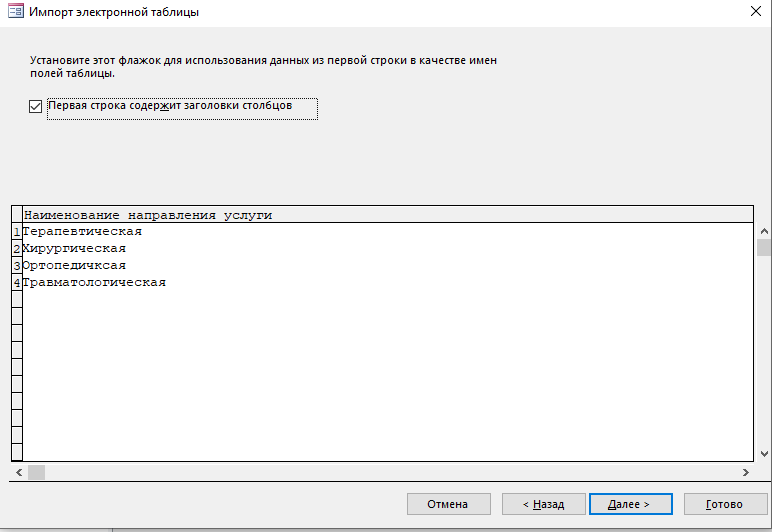 Импорт электронной таблицы
Установите этот флажок для использования данных из первой строки в качестве имен
полей таблицы.
Первая строка содержит заголовки столбцов
Наименование направления услуги
1 Терапевтическая
2 Хирургическая
3 Ортопедичксая
4 Травматологическая
Отмена
< Назад
Далее >
Готово